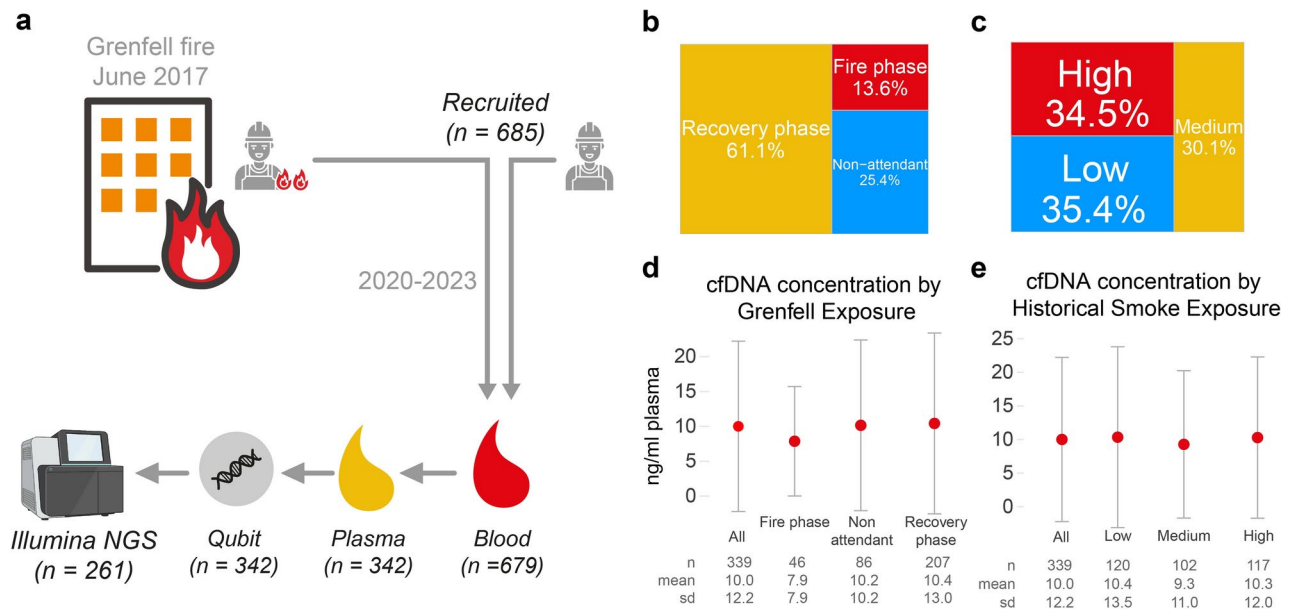 a
Grenfell fire
June 2017
Recruited
(n = 685)
2020-2023
Illumina NGS
(n = 261)
Qubit
(n = 342)
Plasma
(n = 342)
Blood
(n =679)
b
Recovery phase
61.1%
Fire phase
13.6%
Non-attendant
25.4%
c
High
34.5%
Low
35.4%
Medium
30.1%
d
cfDNA concentration by
Grenfell Exposure
ng/ml plasma
20
15
10
5
0
All
Fire phase
Non
attendant
Recovery
phase
n 339 46 86 207
mean 10.0 7.9 10.2 10.4
sd 12.2 7.9 10.2 13.0
e
cfDNA concentration by
Historical Smoke Exposure
25
20
15
10
5
0
All Low Medium High
n 339 120 102 117
mean 10.0 10.4 9.3 10.3
sd 12.2 13.5 11.0 12.0